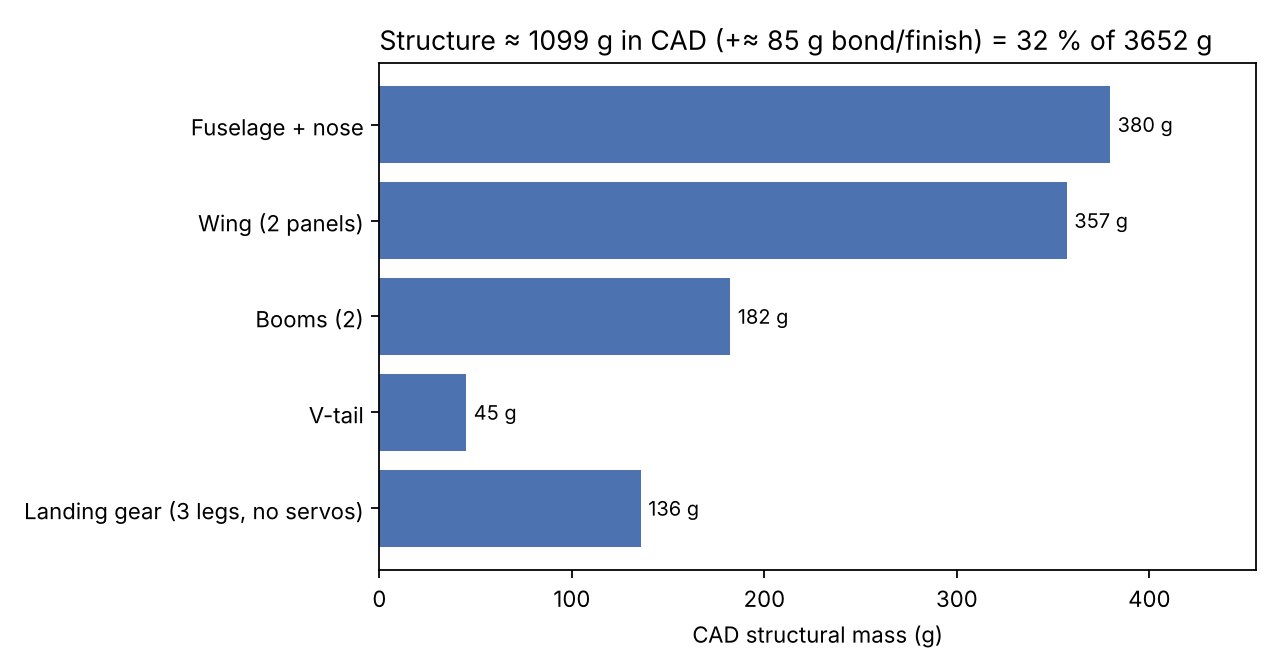 Structure ≈ 1099 g in CAD (+≈ 85 g bond/finish) = 32 % of 3652 g
Fuselage + nose
380 g
Wing (2 panels)
357 g
Booms (2)
182 g
V-tail
45 g
Landing gear (3 legs, no servos)
136 g
0
100
200
300
400
CAD structural mass (g)